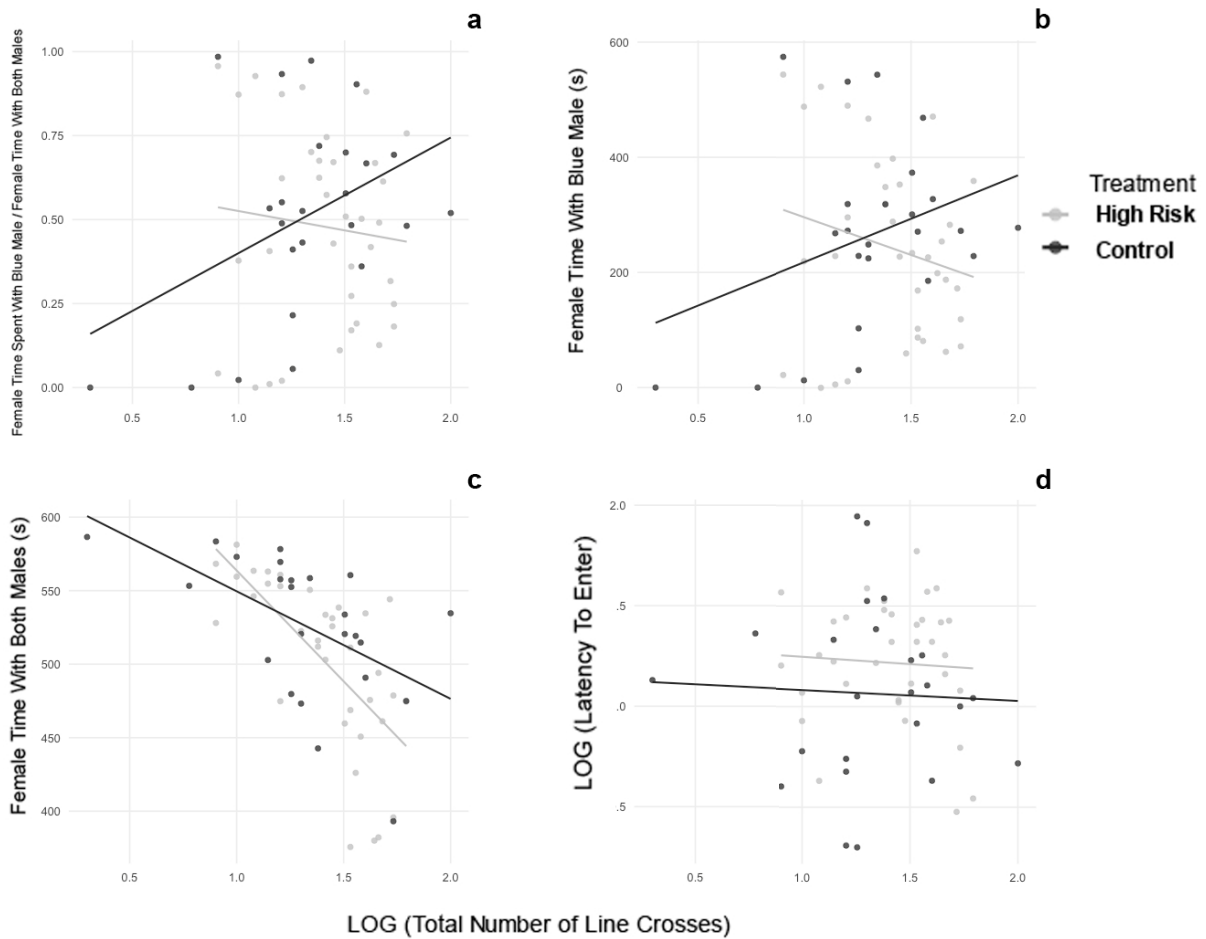 a
Female Time Spent With Blue Male / Female Time With Both Males
1.00
0.75
0.50
0.25
0.00
0.5 1.0 1.5 2.0
b
Female Time With Blue Male (s)
600
400
200
0
0.5 1.0 1.5 2.0
Treatment
High Risk
Control
c
Female Time With Both Males (s)
600
550
500
450
400
0.5 1.0 1.5 2.0
d
LOG (Latency To Enter)
2.0
.5
.0
.5
0.5 1.0 1.5 2.0
LOG (Total Number of Line Crosses)